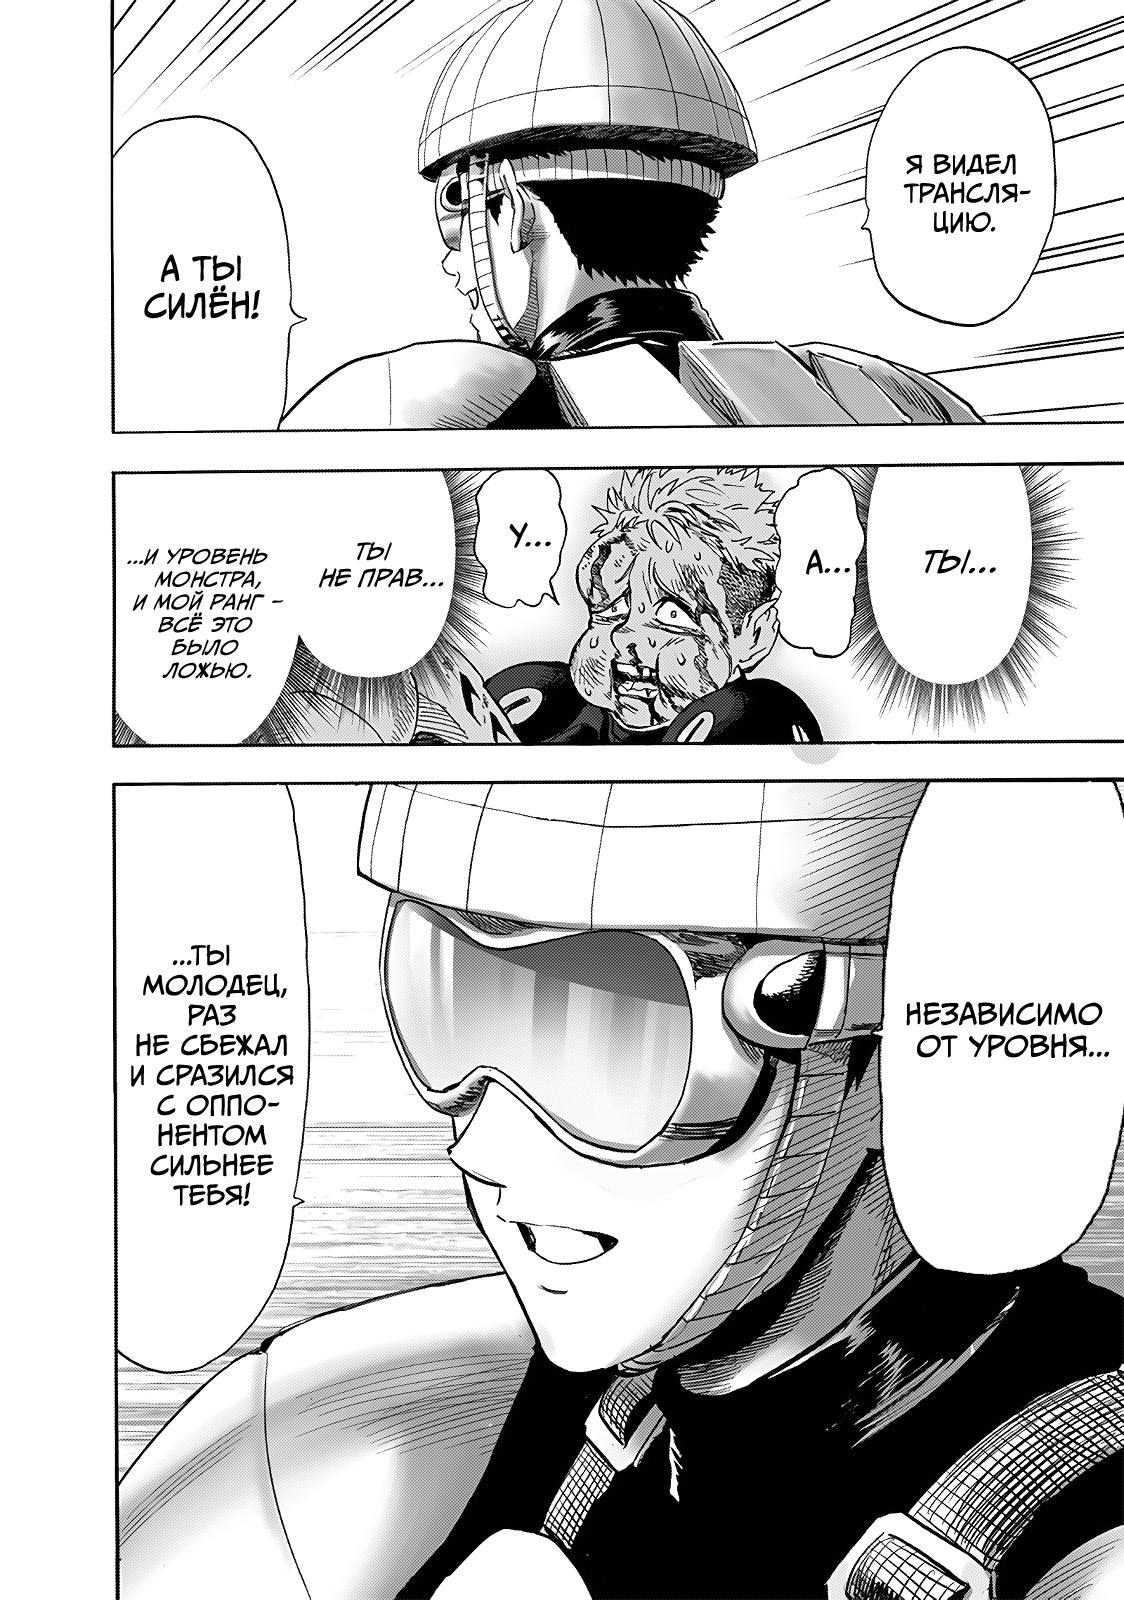 Я ВИДЕЛ
ТРАНСЛЯ-
ЦИЮ.
А ТЫ
СИЛЁН!
ТЫ...
А...
У...
ТЫ
НЕ ПРАВ...
...И УРОВЕНЬ
МОНСТРА,
И МОЙ РАНГ –
ВСЁ ЭТО
БЫЛО
ЛОЖЬЮ.
НЕЗАВИСИМО
ОТ УРОВНЯ...
...ТЫ
МОЛОДЕЦ,
РАЗ
НЕ СБЕЖАЛ
И СРАЗИЛСЯ
С ОППО-
НЕНТОМ
СИЛЬНЕЕ
ТЕБЯ!